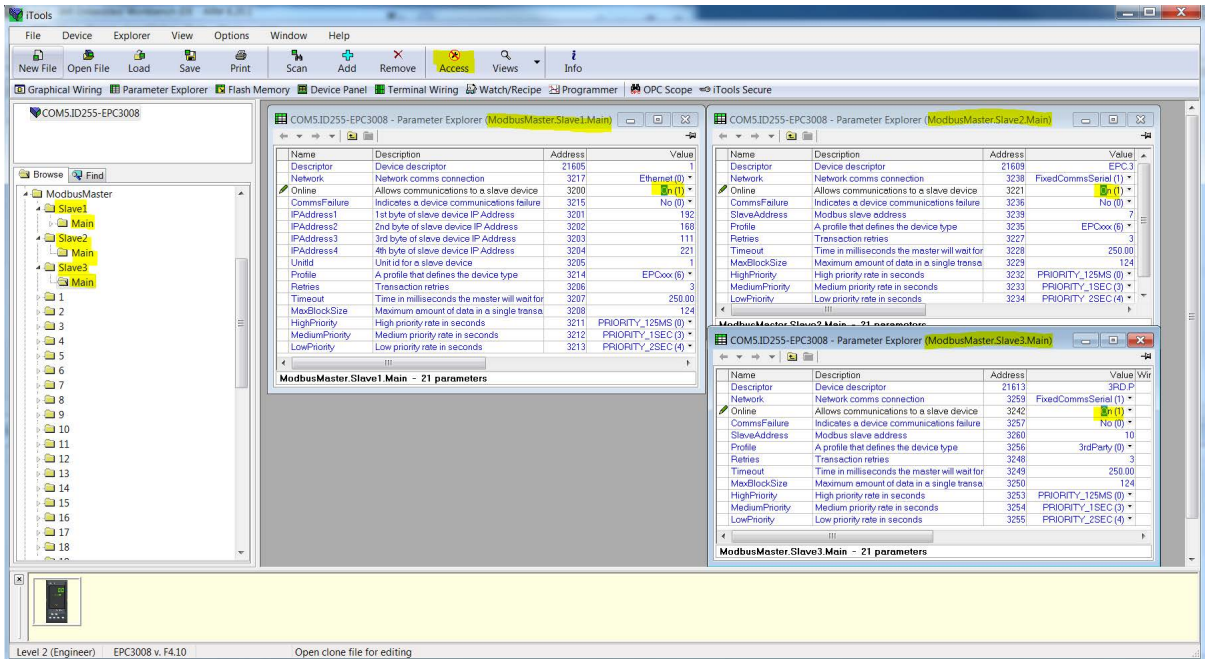 iTools
File Device Explorer View Options Window Help
New File Open File Load Save Print Scan Add Remove Access Views Info
Graphical Wiring Parameter Explorer Flash Memory Device Panel Terminal Wiring Watch/Recipe Programmer OPC Scope iTools Secure
COM5.ID255-EPC3008
Browse Find
ModbusMaster
Slave1
Main
Slave2
Main
Slave3
Main
1
2
3
4
5
6
7
8
9
10
11
12
13
14
15
16
17
18
COM5.ID255-EPC3008 - Parameter Explorer (ModbusMaster.Slave1.Main)
Name Description Address Value
Descriptor Device descriptor 21605 1
Network Network comms connection 3217 Ethernet (0)
Online Allows communications to a slave device 3200 On (1)
CommsFailure Indicates a device communications failure 3215 No (0)
IPAddress1 1st byte of slave device IP Address 3201 192
IPAddress2 2nd byte of slave device IP Address 3202 168
IPAddress3 3rd byte of slave device IP Address 3203 111
IPAddress4 4th byte of slave device IP Address 3204 221
UnitId Unit id for a slave device 3205 1
Profile A profile that defines the device type 3214 EPCxxx (6)
Retries Transaction retries 3206 3
Timeout Time in milliseconds the master will wait for 3207 250.00
MaxBlockSize Maximum amount of data in a single transa 3208 124
HighPriority High priority rate in seconds 3211 PRIORITY_125MS (0)
MediumPriority Medium priority rate in seconds 3212 PRIORITY_1SEC (3)
LowPriority Low priority rate in seconds 3213 PRIORITY_2SEC (4)
ModbusMaster.Slave1.Main - 21 parameters
COM5.ID255-EPC3008 - Parameter Explorer (ModbusMaster.Slave2.Main)
Name Description Address Value
Descriptor Device descriptor 21609 EPC.3
Network Network comms connection 3238 FixedCommsSerial (1)
Online Allows communications to a slave device 3221 On (1)
CommsFailure Indicates a device communications failure 3236 No (0)
SlaveAddress Modbus slave address 3239 7
Profile A profile that defines the device type 3235 EPCxxx (6)
Retries Transaction retries 3227 3
Timeout Time in milliseconds the master will wait for 3228 250.00
MaxBlockSize Maximum amount of data in a single transa 3229 124
HighPriority High priority rate in seconds 3232 PRIORITY_125MS (0)
MediumPriority Medium priority rate in seconds 3233 PRIORITY_1SEC (3)
LowPriority Low priority rate in seconds 3234 PRIORITY_2SEC (4)
ModbusMaster.Slave2.Main - 21 parameters
COM5.ID255-EPC3008 - Parameter Explorer (ModbusMaster.Slave3.Main)
Name Description Address Value Wir
Descriptor Device descriptor 21613 3RD.P
Network Network comms connection 3259 FixedCommsSerial (1)
Online Allows communications to a slave device 3242 On (1)
CommsFailure Indicates a device communications failure 3257 No (0)
SlaveAddress Modbus slave address 3260 10
Profile A profile that defines the device type 3256 3rdParty (0)
Retries Transaction retries 3248 3
Timeout Time in milliseconds the master will wait for 3249 250.00
MaxBlockSize Maximum amount of data in a single transa 3250 124
HighPriority High priority rate in seconds 3253 PRIORITY_125MS (0)
MediumPriority Medium priority rate in seconds 3254 PRIORITY_1SEC (3)
LowPriority Low priority rate in seconds 3255 PRIORITY_2SEC (4)
ModbusMaster.Slave3.Main - 21 parameters
Level 2 (Engineer) EPC3008 v. F4.10 Open clone file for editing